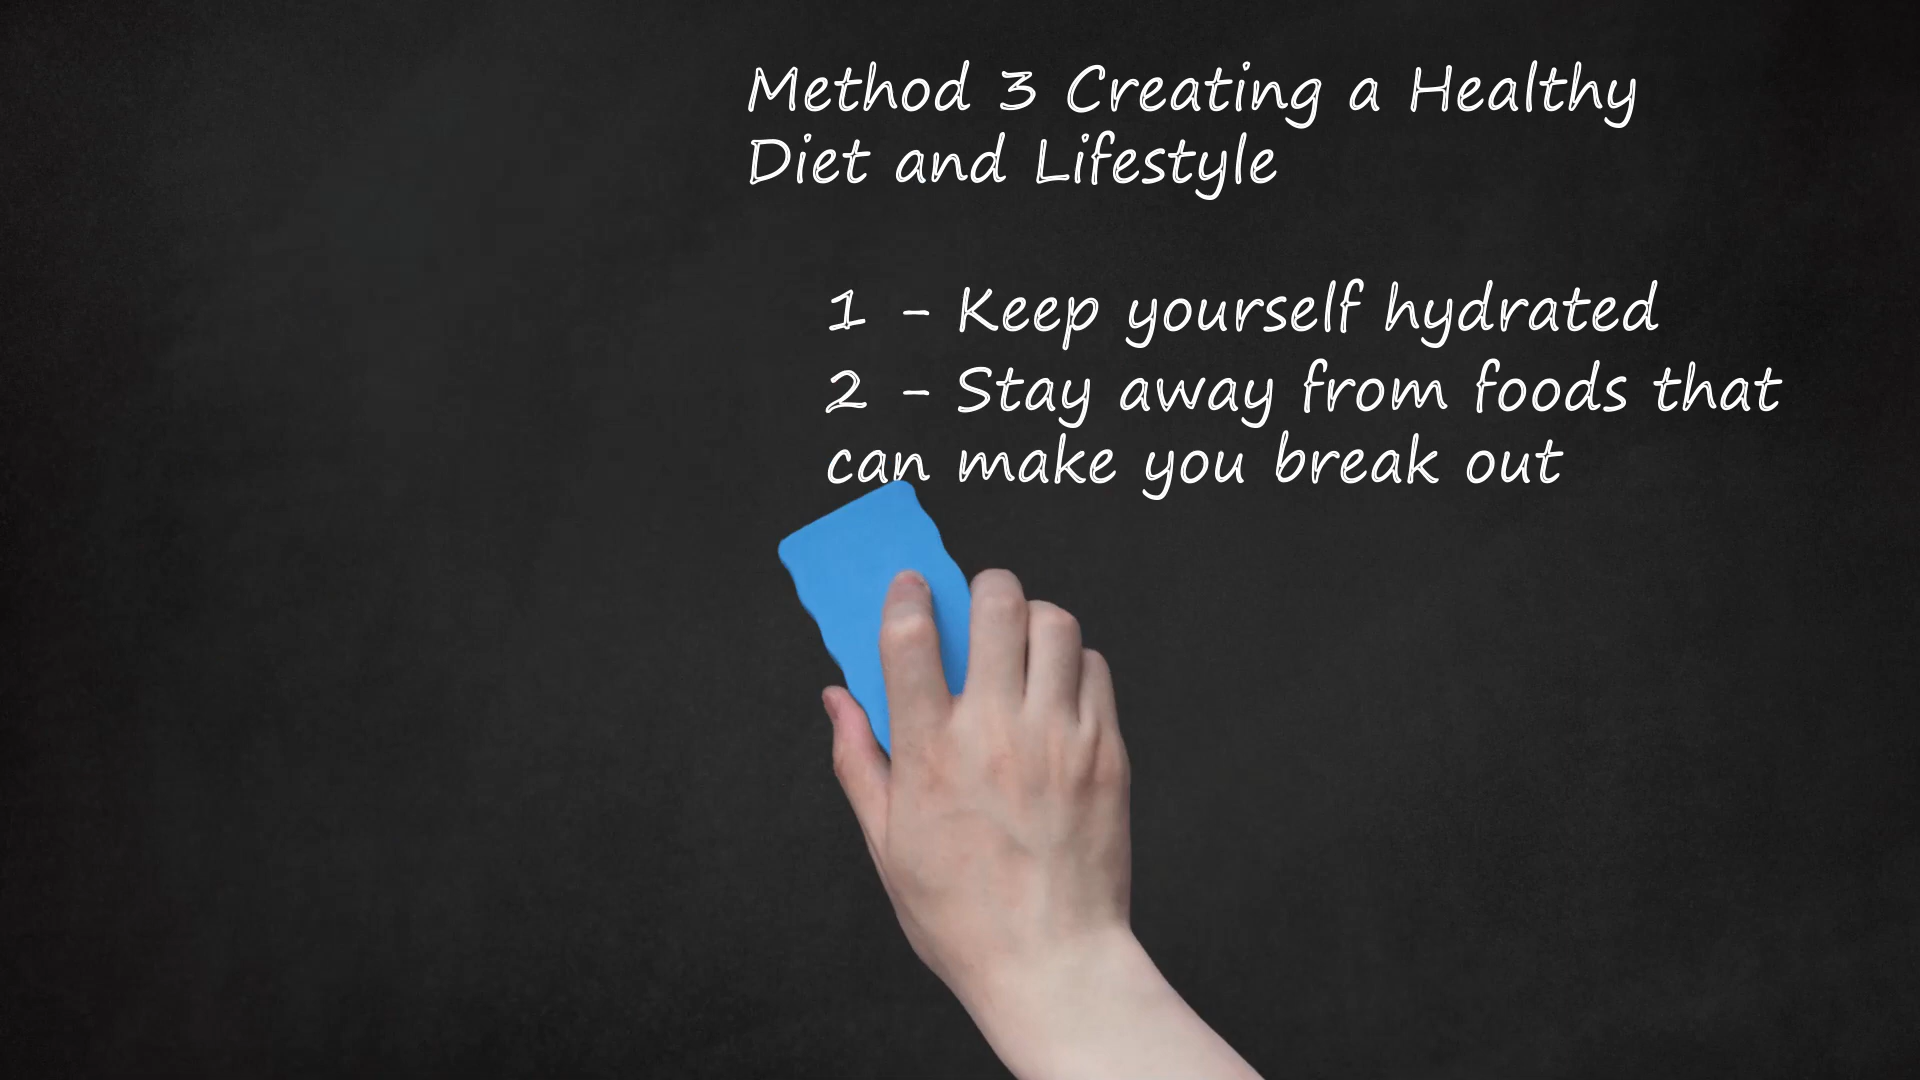 Method 3 Creating a Healthy
Diet and Lifestyle
1 - Keep yourself hydrated
2 - Stay away from foods that
can make you break out